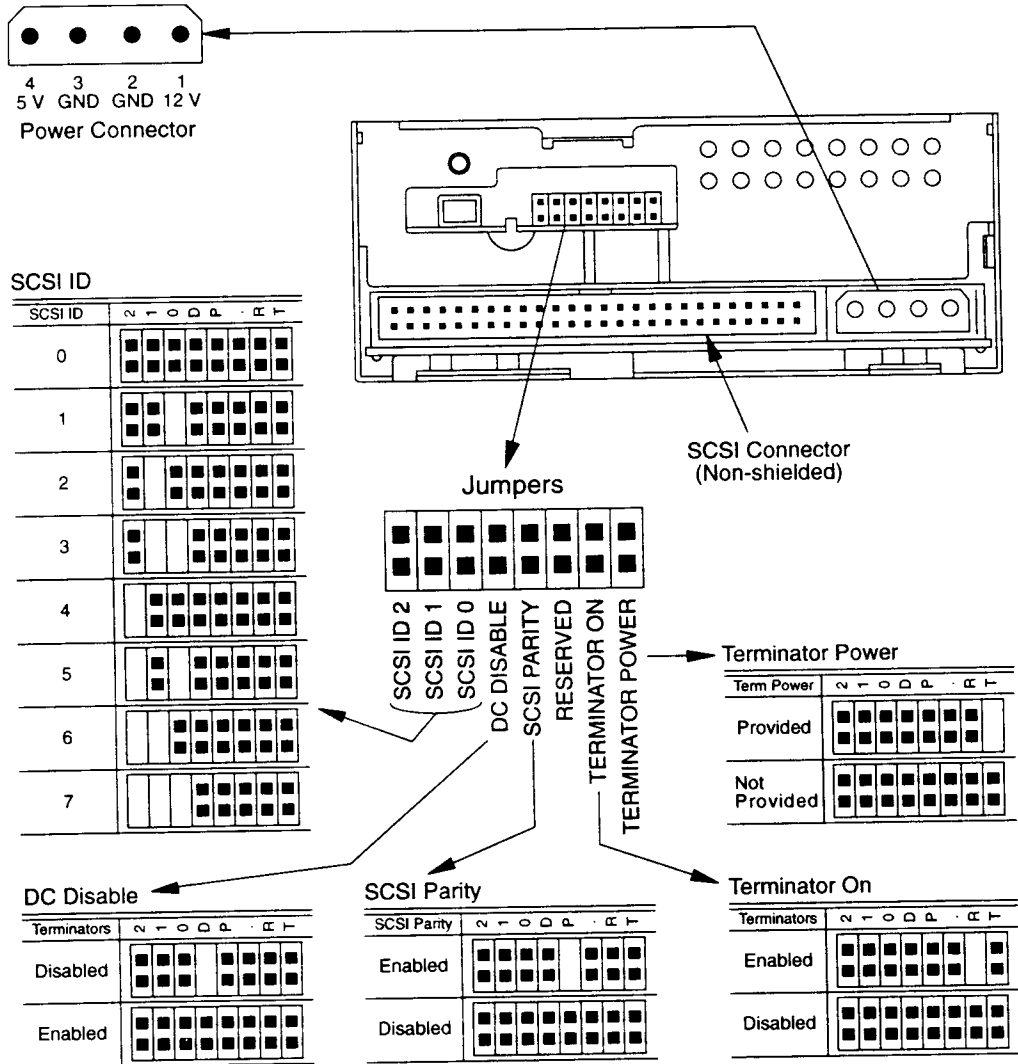 4 3 2 1
5 V GND GND 12 V
Power Connector
SCSI ID
SCSI ID 2 1 0 D P . R T
0
1
2
3
4
5
6
7
SCSI Connector
(Non-shielded)
Jumpers
SCSI ID 2
SCSI ID 1
SCSI ID 0
DC DISABLE
SCSI PARITY
RESERVED
TERMINATOR ON
TERMINATOR POWER
Terminator Power
Term Power 2 1 0 D P . R T
Provided
Not
Provided
DC Disable
Terminators 2 1 0 D P . R T
Disabled
Enabled
SCSI Parity
SCSI Parity 2 1 0 D P . R T
Enabled
Disabled
Terminator On
Terminators 2 1 0 D P . R T
Enabled
Disabled